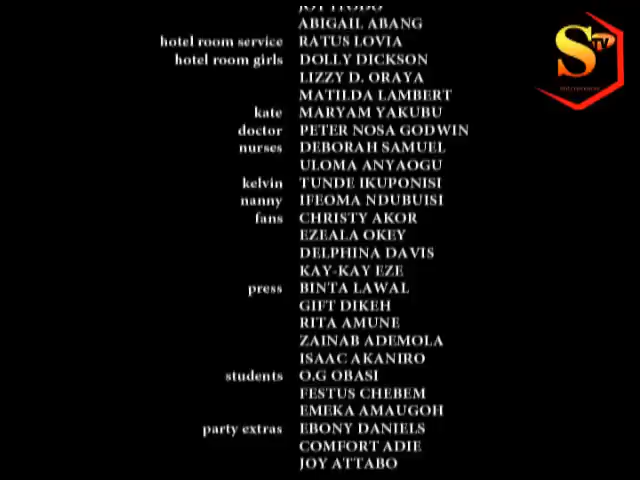 ABIGAIL ABANG
hotel room service RATUS LOVIA
hotel room girls DOLLY DICKSON
LIZZY D. ORAYA
MATILDA LAMBERT
kate MARYAM YAKUBU
doctor PETER NOSA GODWIN
nurses DEBORAH SAMUEL
ULOMA ANYAOGU
kelvin TUNDE IKUPONISI
nanny IFEOMA NDUBUISI
fans CHRISTY AKOR
EZEALA OKEY
DELPHINA DAVIS
KAY-KAY EZE
press BINTA LAWAL
GIFT DIKEH
RITA AMUNE
ZAINAB ADEMOLA
ISAAC AKANIRO
students O.G OBASI
FESTUS CHEBEM
EMEKA AMAUGOH
party extras EBONY DANIELS
COMFORT ADIE
JOY ATTABO
S TV